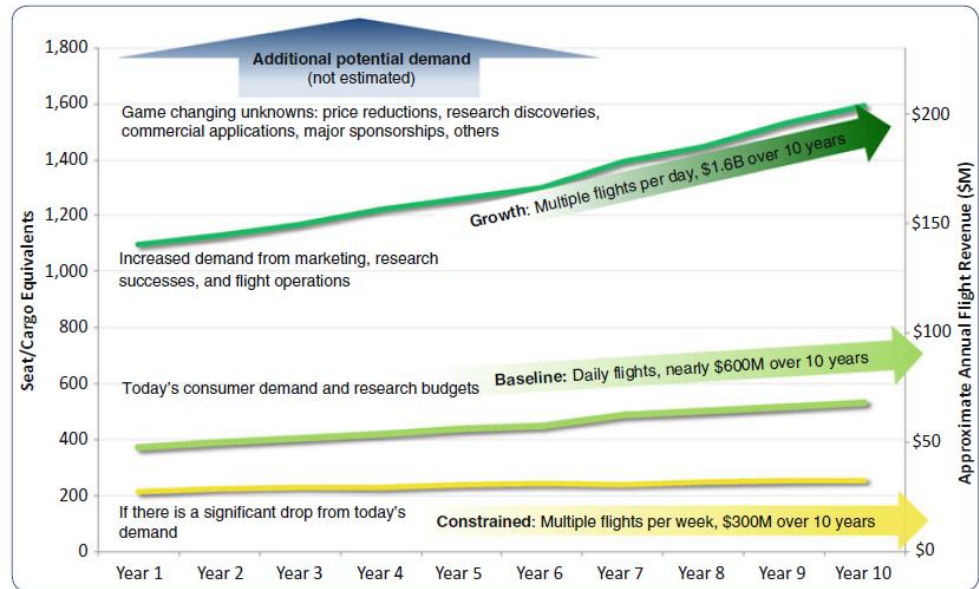 Additional potential demand
(not estimated)
Game changing unknowns: price reductions, research discoveries,
commercial applications, major sponsorships, others
Growth: Multiple flights per day, $1.6B over 10 years
Increased demand from marketing, research
successes, and flight operations
Baseline: Daily flights, nearly $600M over 10 years
Today's consumer demand and research budgets
If there is a significant drop from today's
demand
Constrained: Multiple flights per week, $300M over 10 years
Seat/Cargo Equivalents
1,800
1,600
1,400
1,200
1,000
800
600
400
200
0
Approximate Annual Flight Revenue ($M)
$200
$150
$100
$50
$0
Year 1 Year 2 Year 3 Year 4 Year 5 Year 6 Year 7 Year 8 Year 9 Year 10